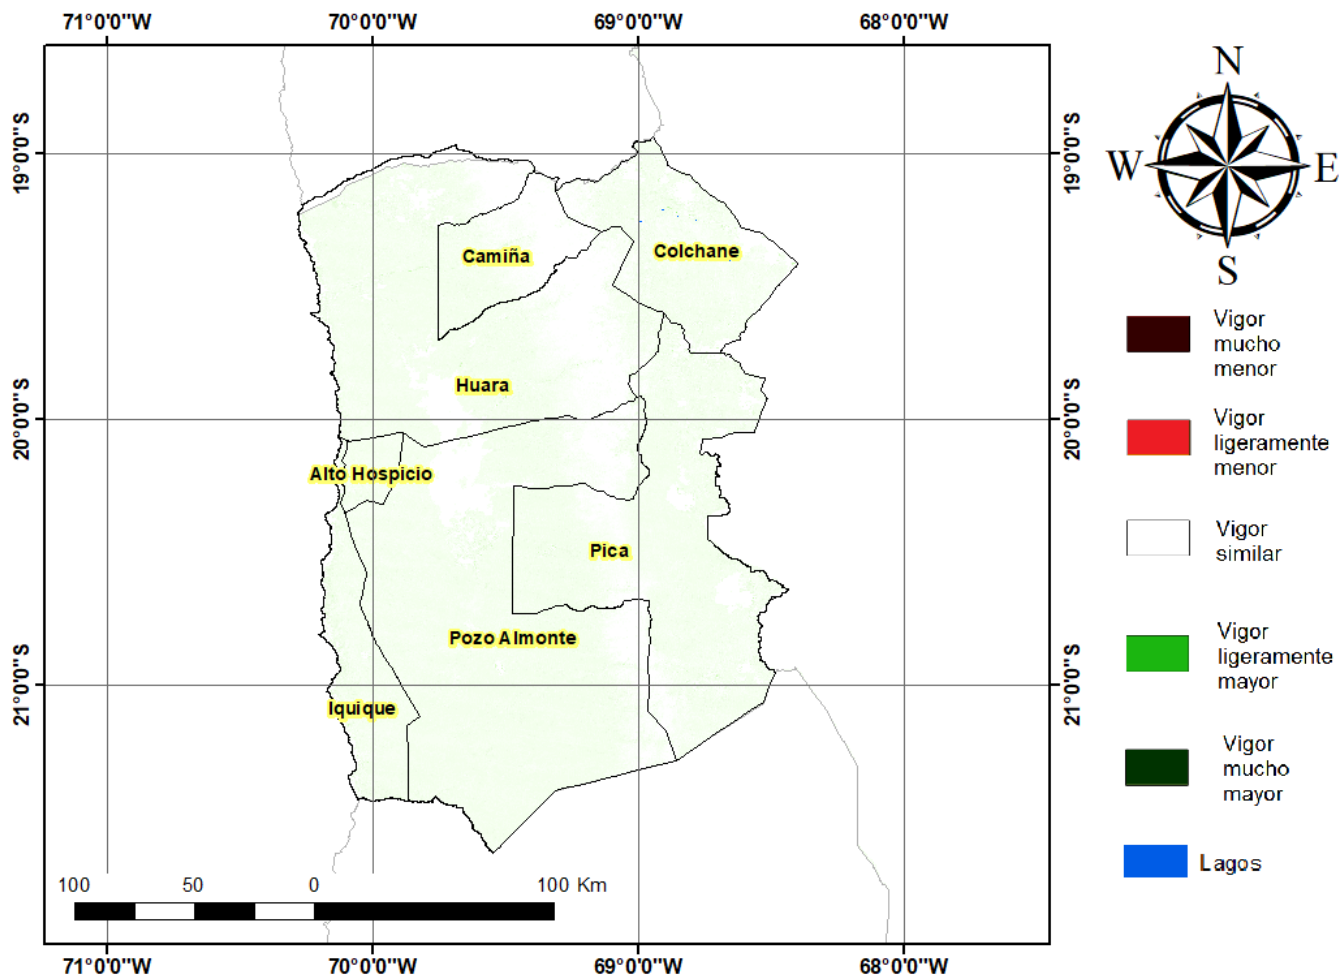 71°0'0"W 70°0'0"W 69°0'0"W 68°0'0"W
N
W E
S
19°0'0"S 19°0'0"S
20°0'0"S 20°0'0"S
21°0'0"S 21°0'0"S
Camiña
Colchane
Huara
Alto Hospicio
Pica
Pozo Almonte
Iquique
Vigor
mucho
menor
Vigor
ligeramente
menor
Vigor
similar
Vigor
ligeramente
mayor
Vigor
mucho
mayor
Lagos
100 50 0 100 Km
71°0'0"W 70°0'0"W 69°0'0"W 68°0'0"W